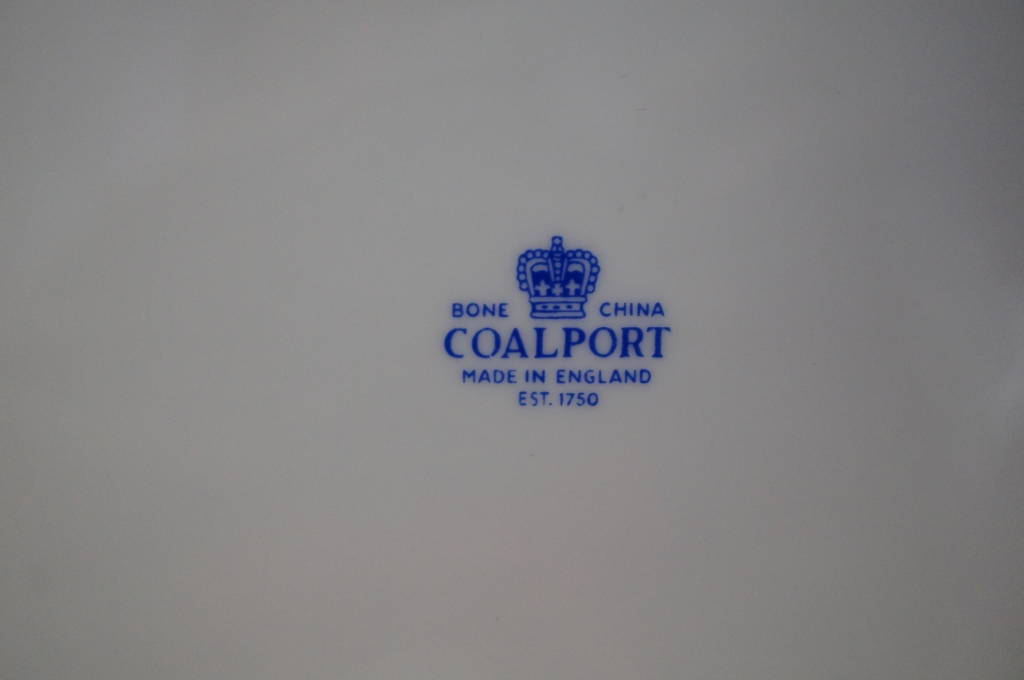 BONE CHINA
COALPORT
MADE IN ENGLAND
EST. 1750